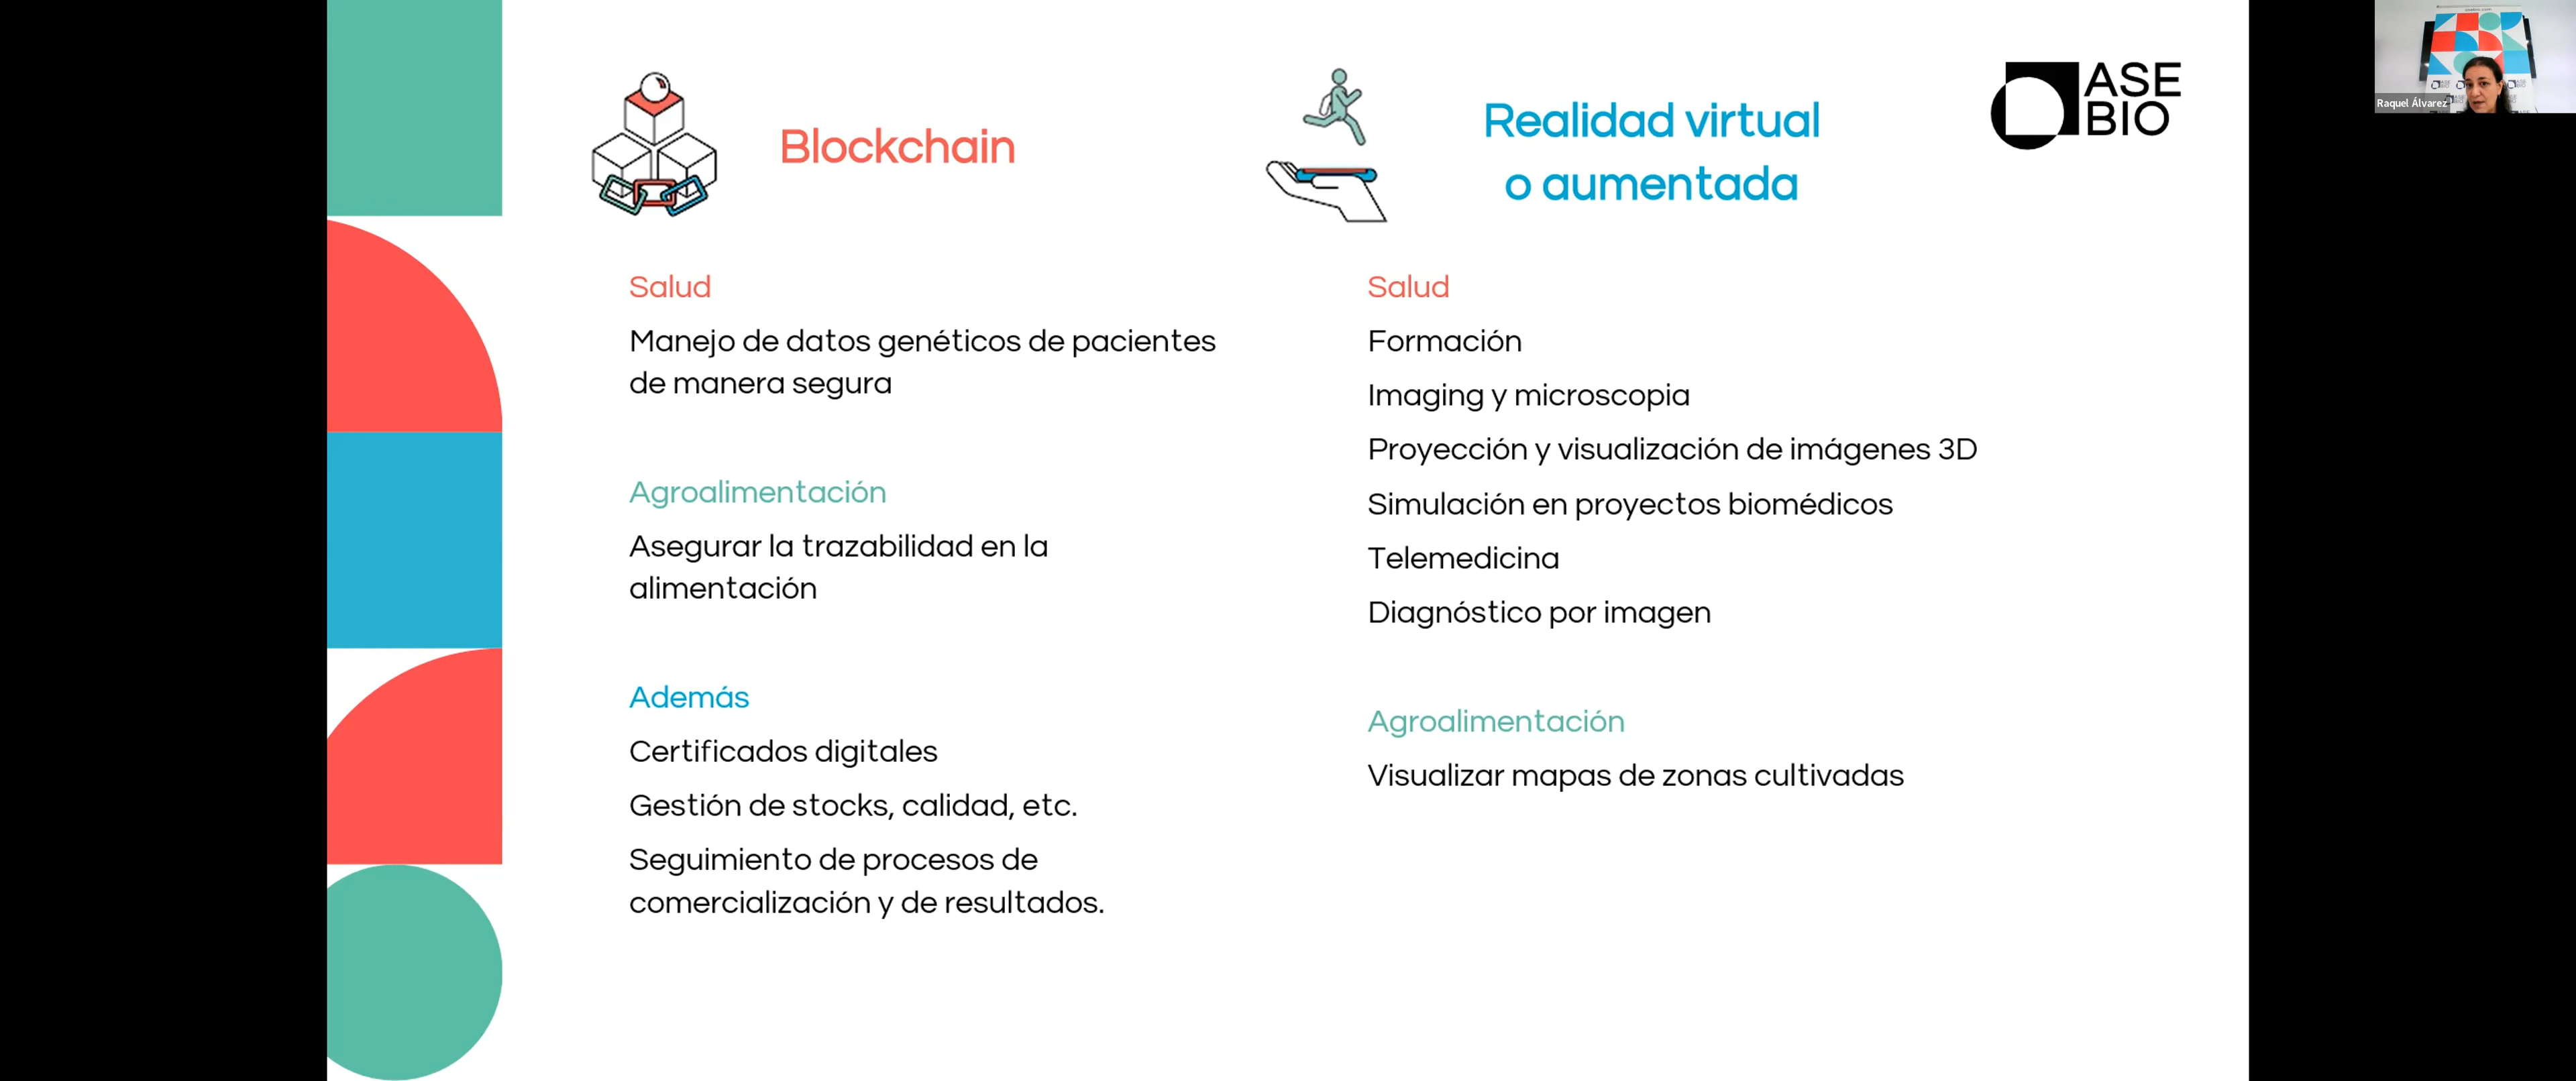 Blockchain
Salud
Manejo de datos genéticos de pacientes
de manera segura
Agroalimentación
Asegurar la trazabilidad en la
alimentación
Además
Certificados digitales
Gestión de stocks, calidad, etc.
Seguimiento de procesos de
comercialización y de resultados.
Realidad virtual
o aumentada
Salud
Formación
Imaging y microscopia
Proyección y visualización de imágenes 3D
Simulación en proyectos biomédicos
Telemedicina
Diagnóstico por imagen
Agroalimentación
Visualizar mapas de zonas cultivadas
ASE
BIO
Raquel Álvarez